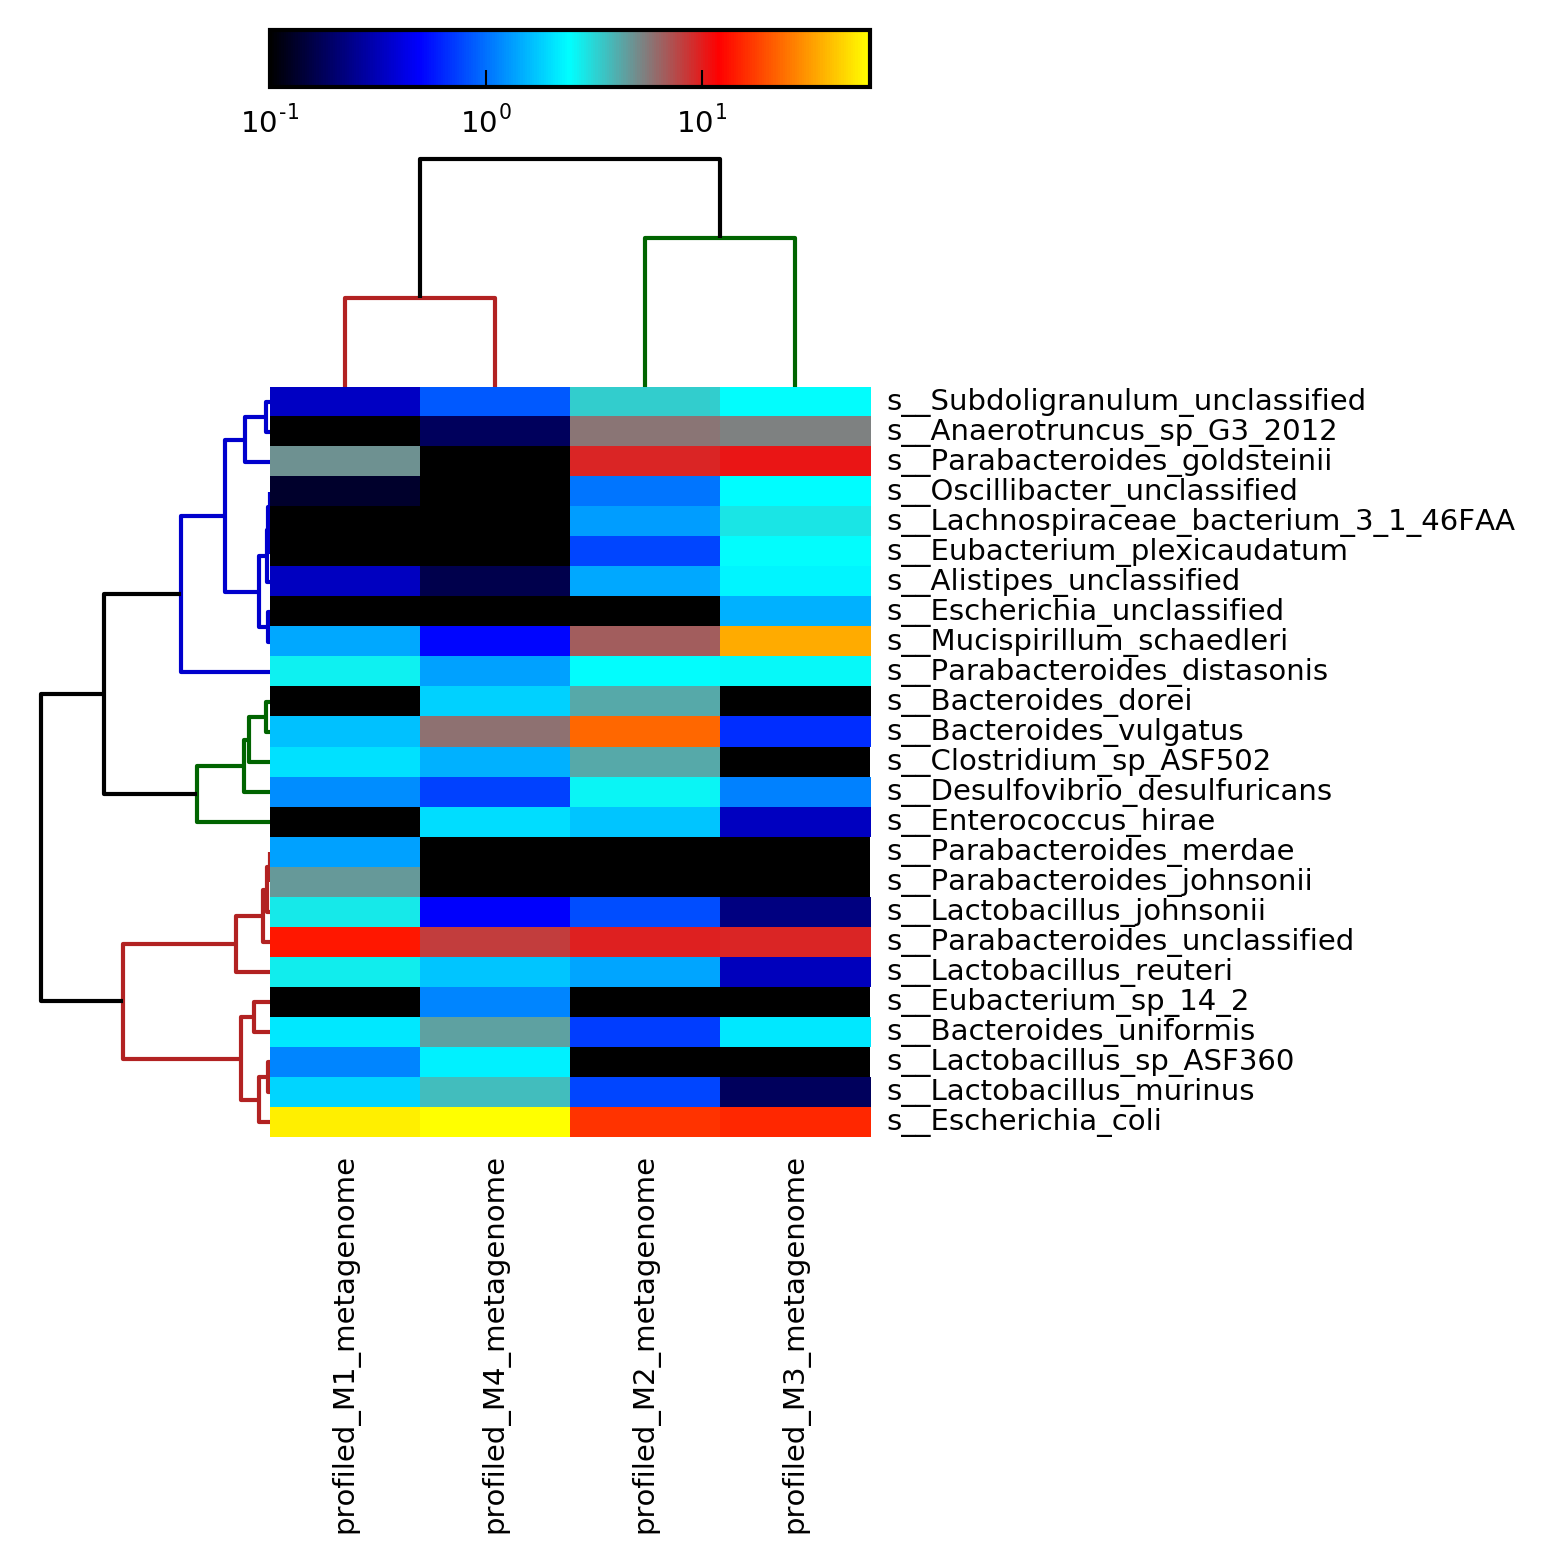 10^-1 10^0 10^1
s__Subdoligranulum_unclassified
s__Anaerotruncus_sp_G3_2012
s__Parabacteroides_goldsteinii
s__Oscillibacter_unclassified
s__Lachnospiraceae_bacterium_3_1_46FAA
s__Eubacterium_plexicaudatum
s__Alistipes_unclassified
s__Escherichia_unclassified
s__Mucispirillum_schaedleri
s__Parabacteroides_distasonis
s__Bacteroides_dorei
s__Bacteroides_vulgatus
s__Clostridium_sp_ASF502
s__Desulfovibrio_desulfuricans
s__Enterococcus_hirae
s__Parabacteroides_merdae
s__Parabacteroides_johnsonii
s__Lactobacillus_johnsonii
s__Parabacteroides_unclassified
s__Lactobacillus_reuteri
s__Eubacterium_sp_14_2
s__Bacteroides_uniformis
s__Lactobacillus_sp_ASF360
s__Lactobacillus_murinus
s__Escherichia_coli
profiled_M1_metagenome
profiled_M4_metagenome
profiled_M2_metagenome
profiled_M3_metagenome